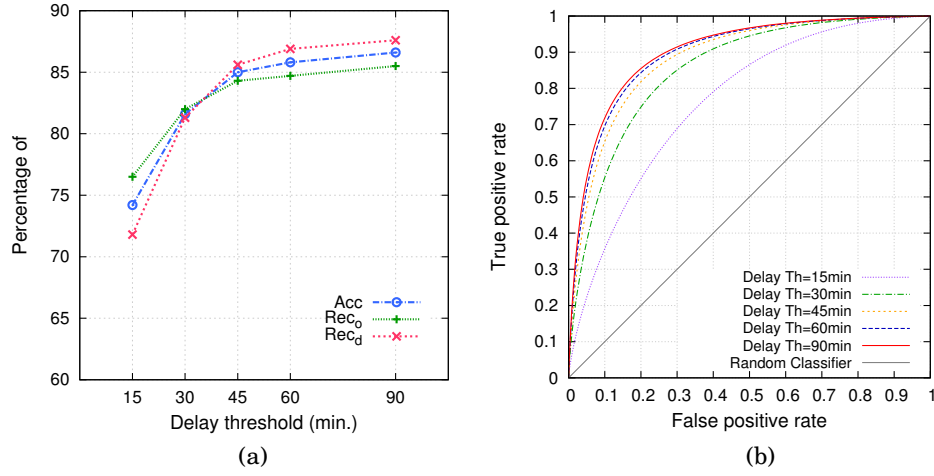 90
85
80
75
70
65
60
Percentage of
Acc
Rec_o
Rec_d
15 30 45 60 90
Delay threshold (min.)
(a)
1
0.9
0.8
0.7
0.6
0.5
0.4
0.3
0.2
0.1
0
True positive rate
Delay Th=15min
Delay Th=30min
Delay Th=45min
Delay Th=60min
Delay Th=90min
Random Classifier
0 0.1 0.2 0.3 0.4 0.5 0.6 0.7 0.8 0.9 1
False positive rate
(b)